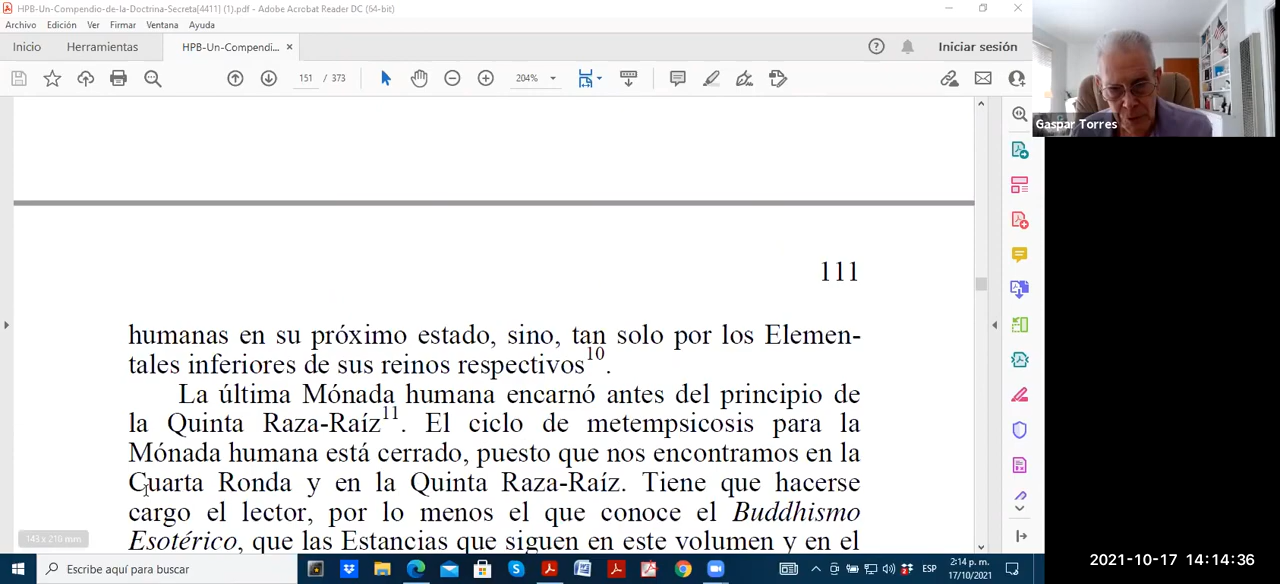 HPB-Un-Compendio-de-la-Doctrina-Secreta[4411] (1).pdf - Adobe Acrobat Reader DC (64-bit)
Archivo Edición Ver Firmar Ventana Ayuda
Inicio Herramientas HPB-Un-Compendi... × Iniciar sesión
151 / 373 204%
Gaspar Torres
111
humanas en su próximo estado, sino, tan solo por los Elemen-
tales inferiores de sus reinos respectivos10.
La última Mónada humana encarnó antes del principio de
la Quinta Raza-Raíz11. El ciclo de metempsicosis para la
Mónada humana está cerrado, puesto que nos encontramos en la
Cuarta Ronda y en la Quinta Raza-Raíz. Tiene que hacerse
cargo el lector, por lo menos el que conoce el Buddhismo
Esotérico, que las Estancias que siguen en este volumen y en el
143 x 210 mm
Escribe aquí para buscar
ESP
2:14 p. m.
17/10/2021
2021-10-17 14:14:36